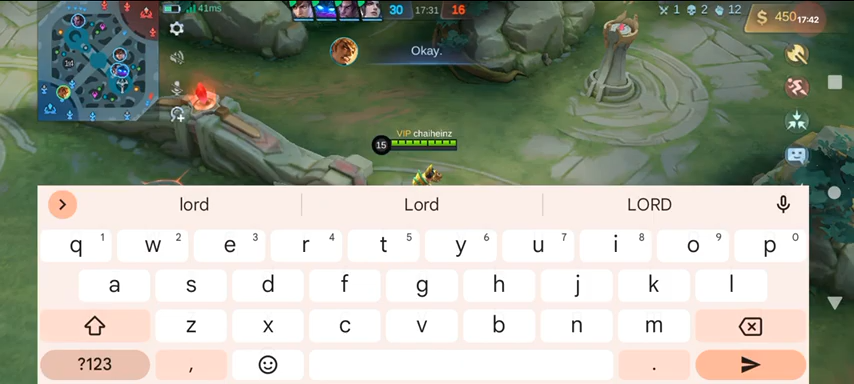 41ms
30 17:31 16
1 2 12
$ 450
17:42
Okay.
VIP chaiheinz
15
lord Lord LORD
q 1 w 2 e 3 r 4 t 5 y 6 u 7 i 8 o 9 p 0
a s d f g h j k l
z x c v b n m
?123 , .